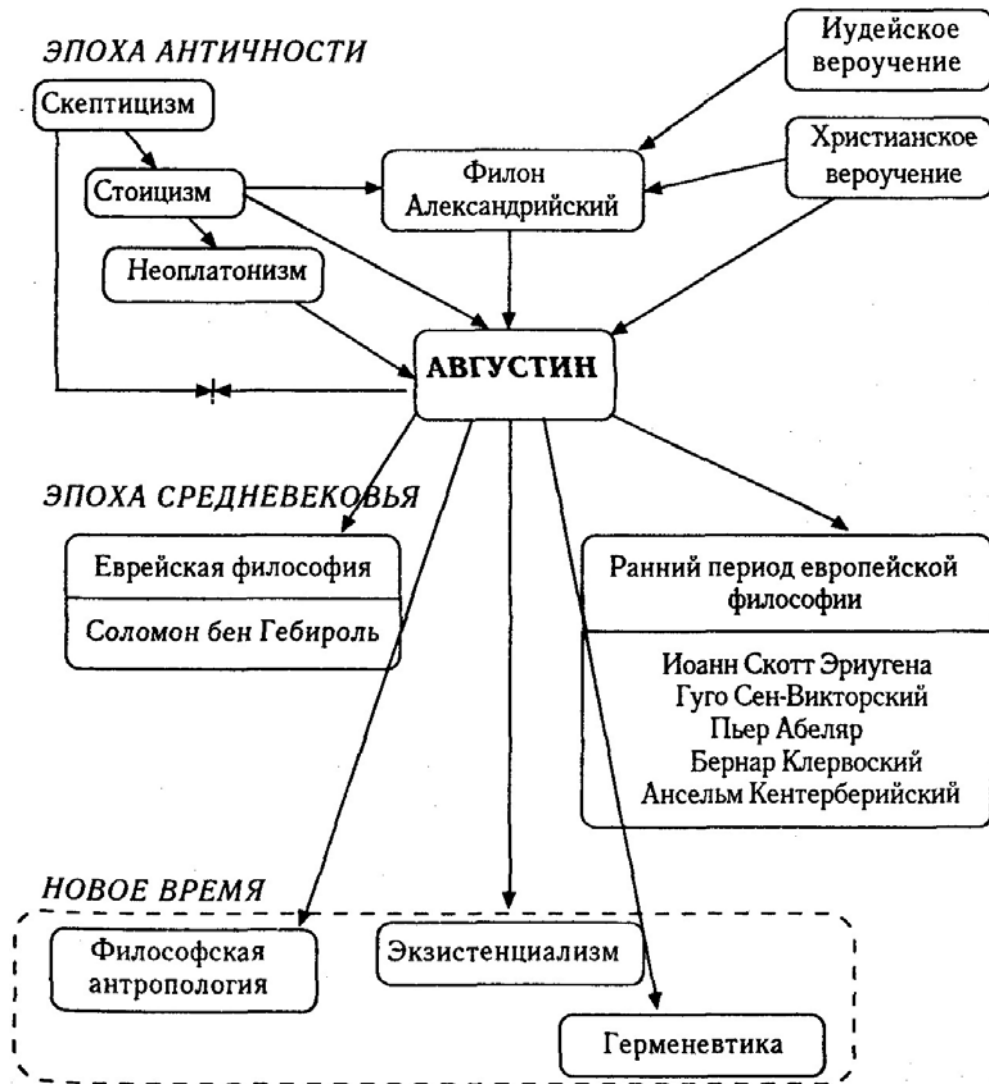 ЭПОХА АНТИЧНОСТИ
Иудейское
вероучение
Скептицизм
Христианское
вероучение
Филон
Александрийский
Стоицизм
Неоплатонизм
АВГУСТИН
ЭПОХА СРЕДНЕВЕКОВЬЯ
Еврейская философия
Соломон бен Гебироль
Ранний период европейской
философии
Иоанн Скотт Эриугена
Гуго Сен-Викторский
Пьер Абеляр
Бернар Клервоский
Ансельм Кентерберийский
НОВОЕ ВРЕМЯ
Философская
антропология
Экзистенциализм
Герменевтика